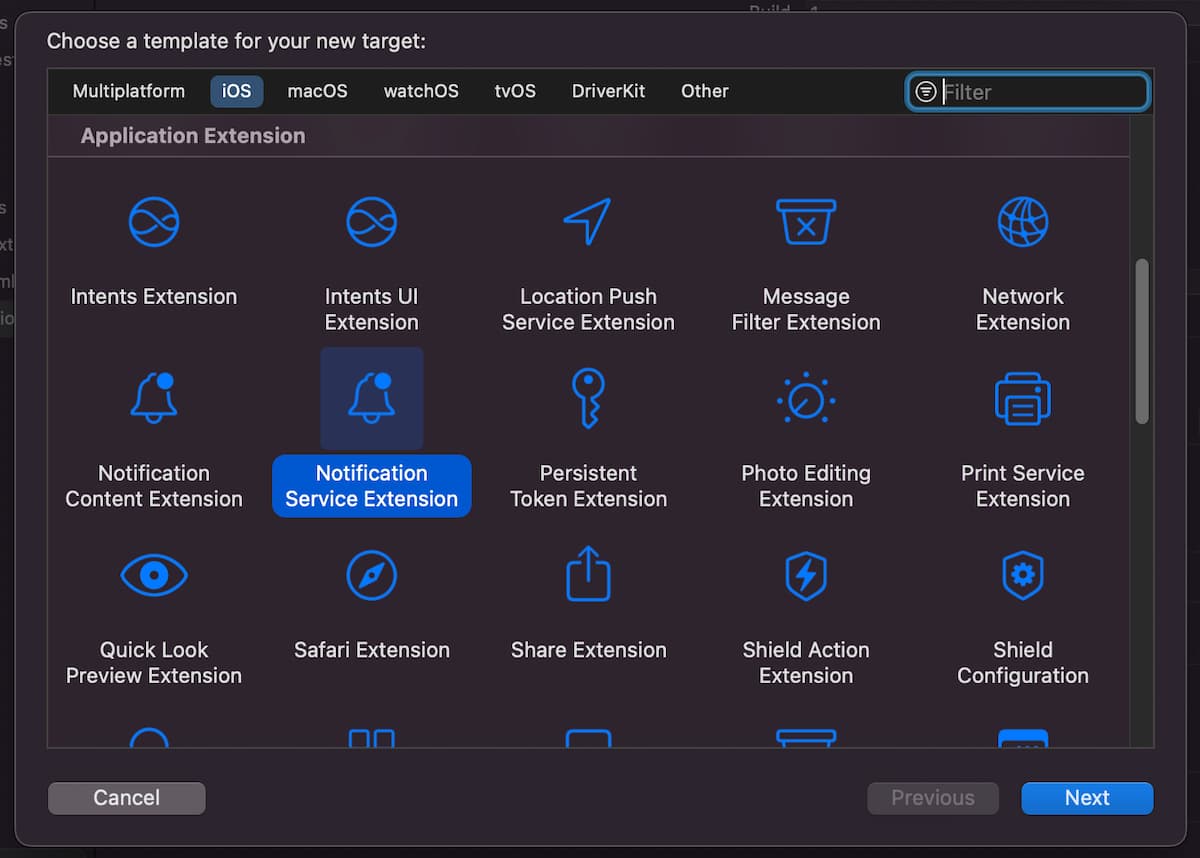 Choose a template for your new target:
Multiplatform iOS macOS watchOS tvOS DriverKit Other Filter
Application Extension
Intents Extension
Intents UI
Extension
Location Push
Service Extension
Message
Filter Extension
Network
Extension
Notification
Content Extension
Notification
Service Extension
Persistent
Token Extension
Photo Editing
Extension
Print Service
Extension
Quick Look
Preview Extension
Safari Extension
Share Extension
Shield Action
Extension
Shield
Configuration
Cancel
Previous
Next